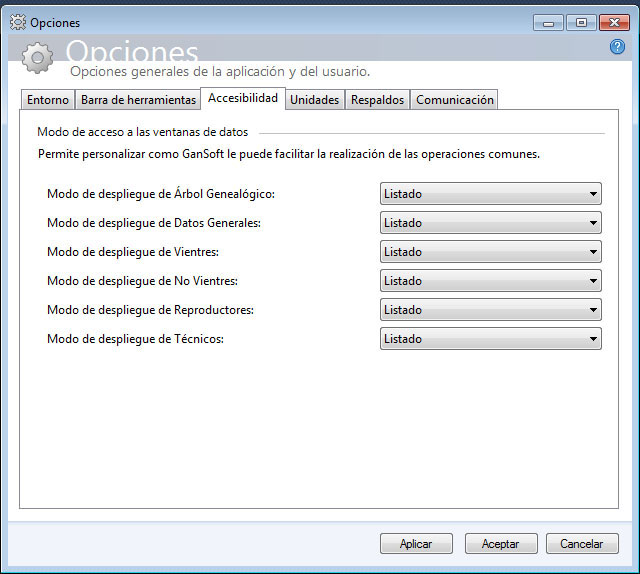 Opciones
Opciones
Opciones generales de la aplicación y del usuario.
Entorno Barra de herramientas Accesibilidad Unidades Respaldos Comunicación
Modo de acceso a las ventanas de datos
Permite personalizar como GanSoft le puede facilitar la realización de las operaciones comunes.
Modo de despliegue de Árbol Genealógico: Listado
Modo de despliegue de Datos Generales: Listado
Modo de despliegue de Vientres: Listado
Modo de despliegue de No Vientres: Listado
Modo de despliegue de Reproductores: Listado
Modo de despliegue de Técnicos: Listado
Aplicar Aceptar Cancelar